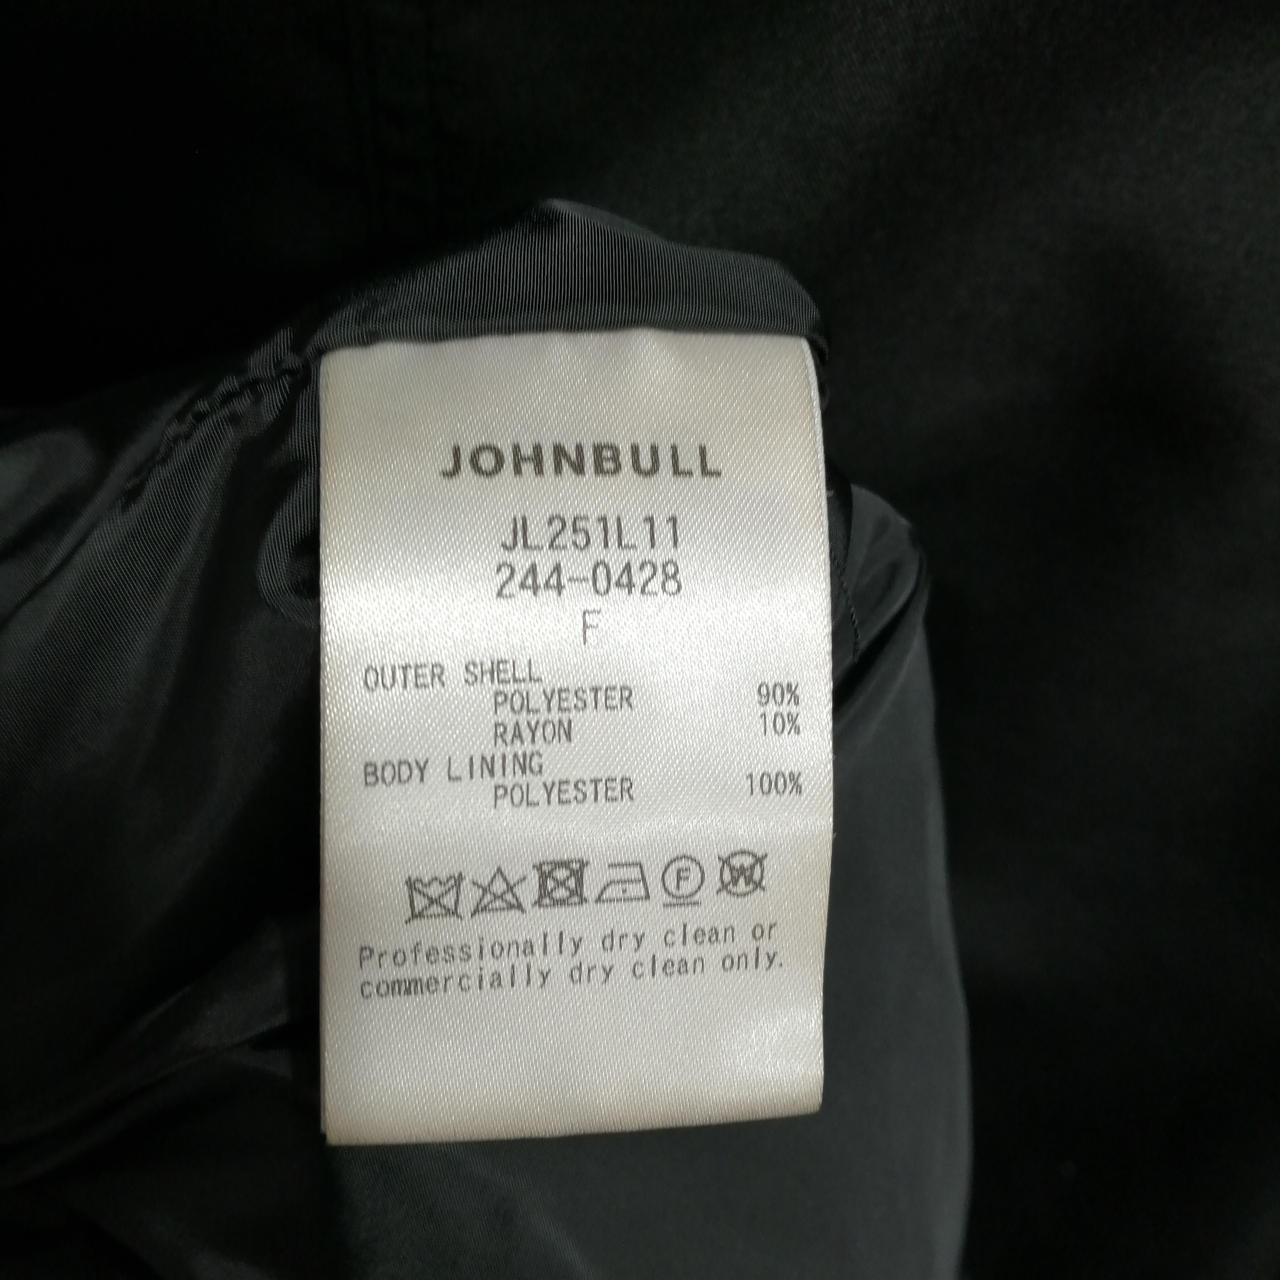 JOHNBULL
JL251L11
244-0428
F
OUTER SHELL
POLYESTER 90%
RAYON 10%
BODY LINING
POLYESTER 100%
F W
Professionally dry clean or
commercially dry clean only.